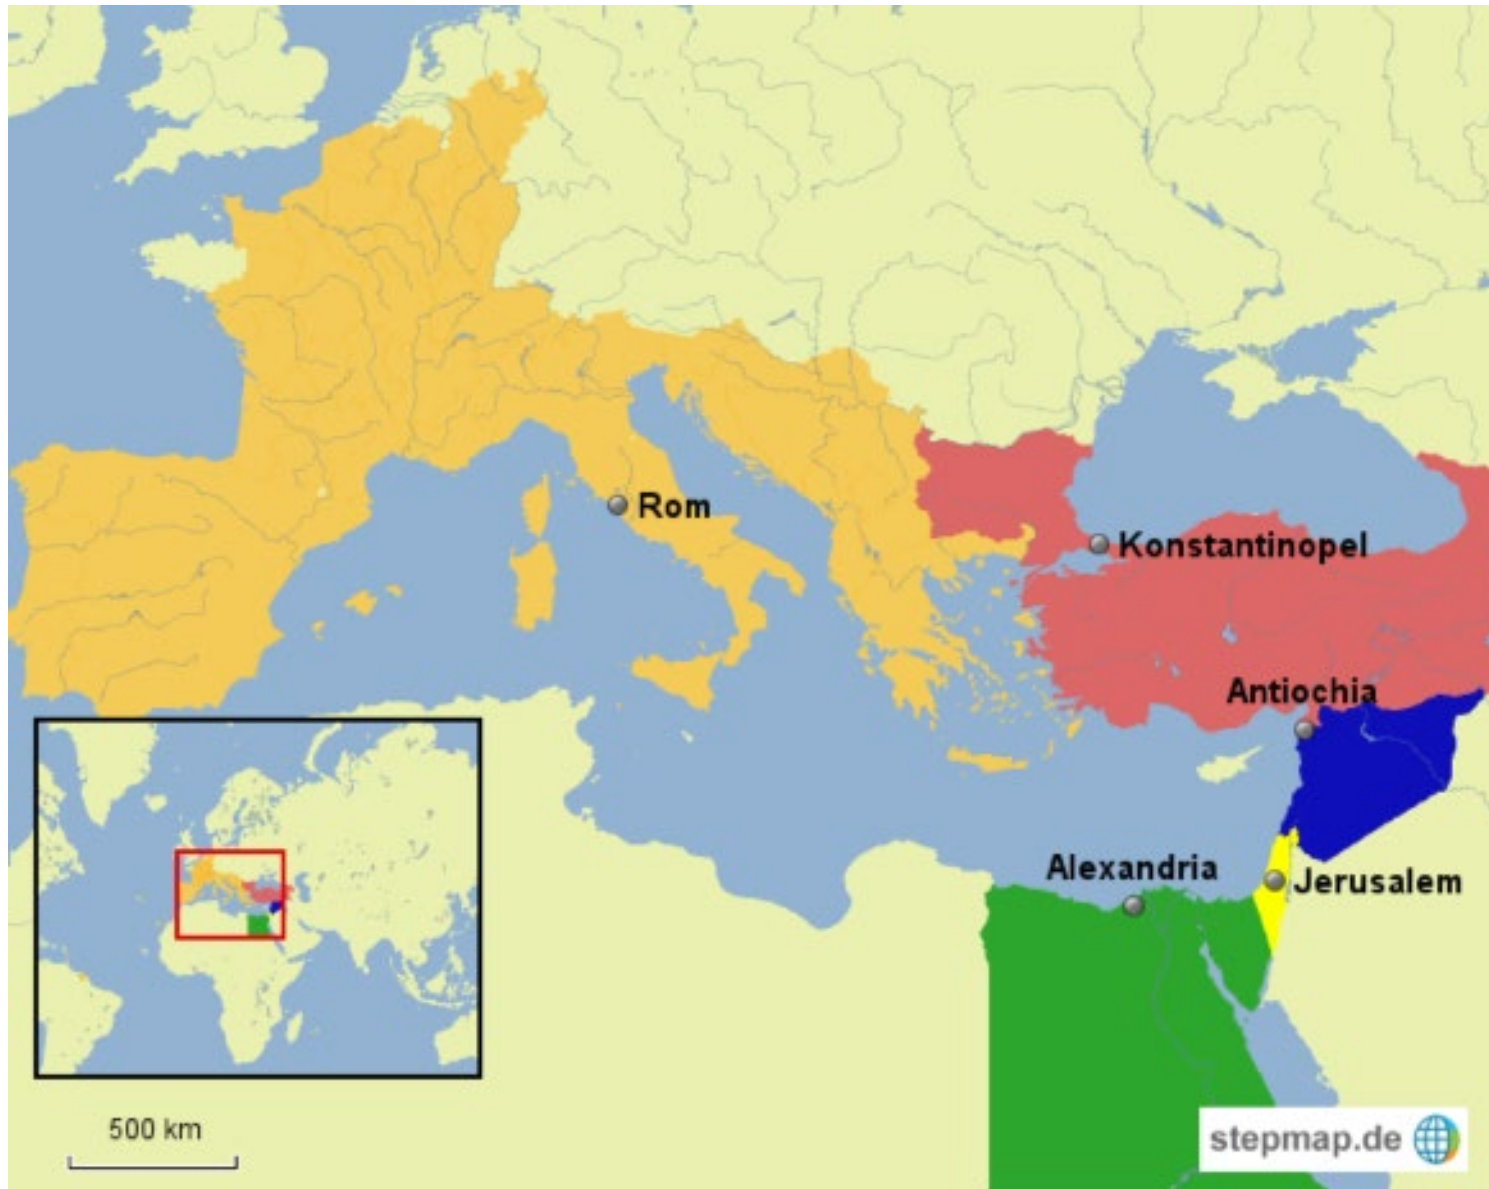 Rom
Konstantinopel
Antiochia
Alexandria
Jerusalem
500 km
stepmap.de